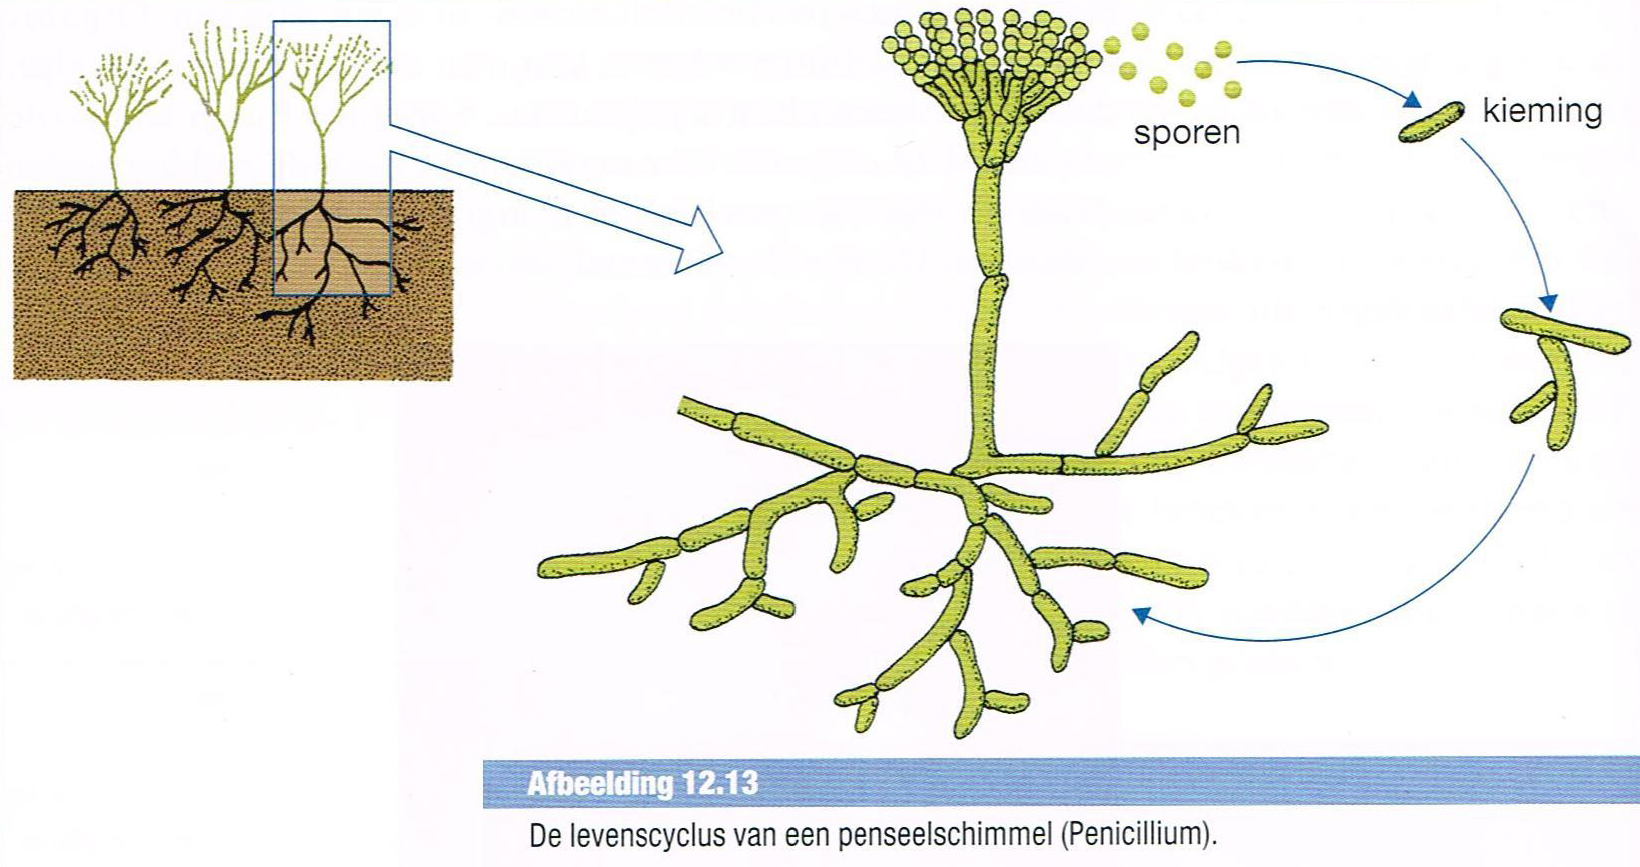 sporen
kieming
Afbeelding 12.13
De levenscyclus van een penseelschimmel (Penicillium).